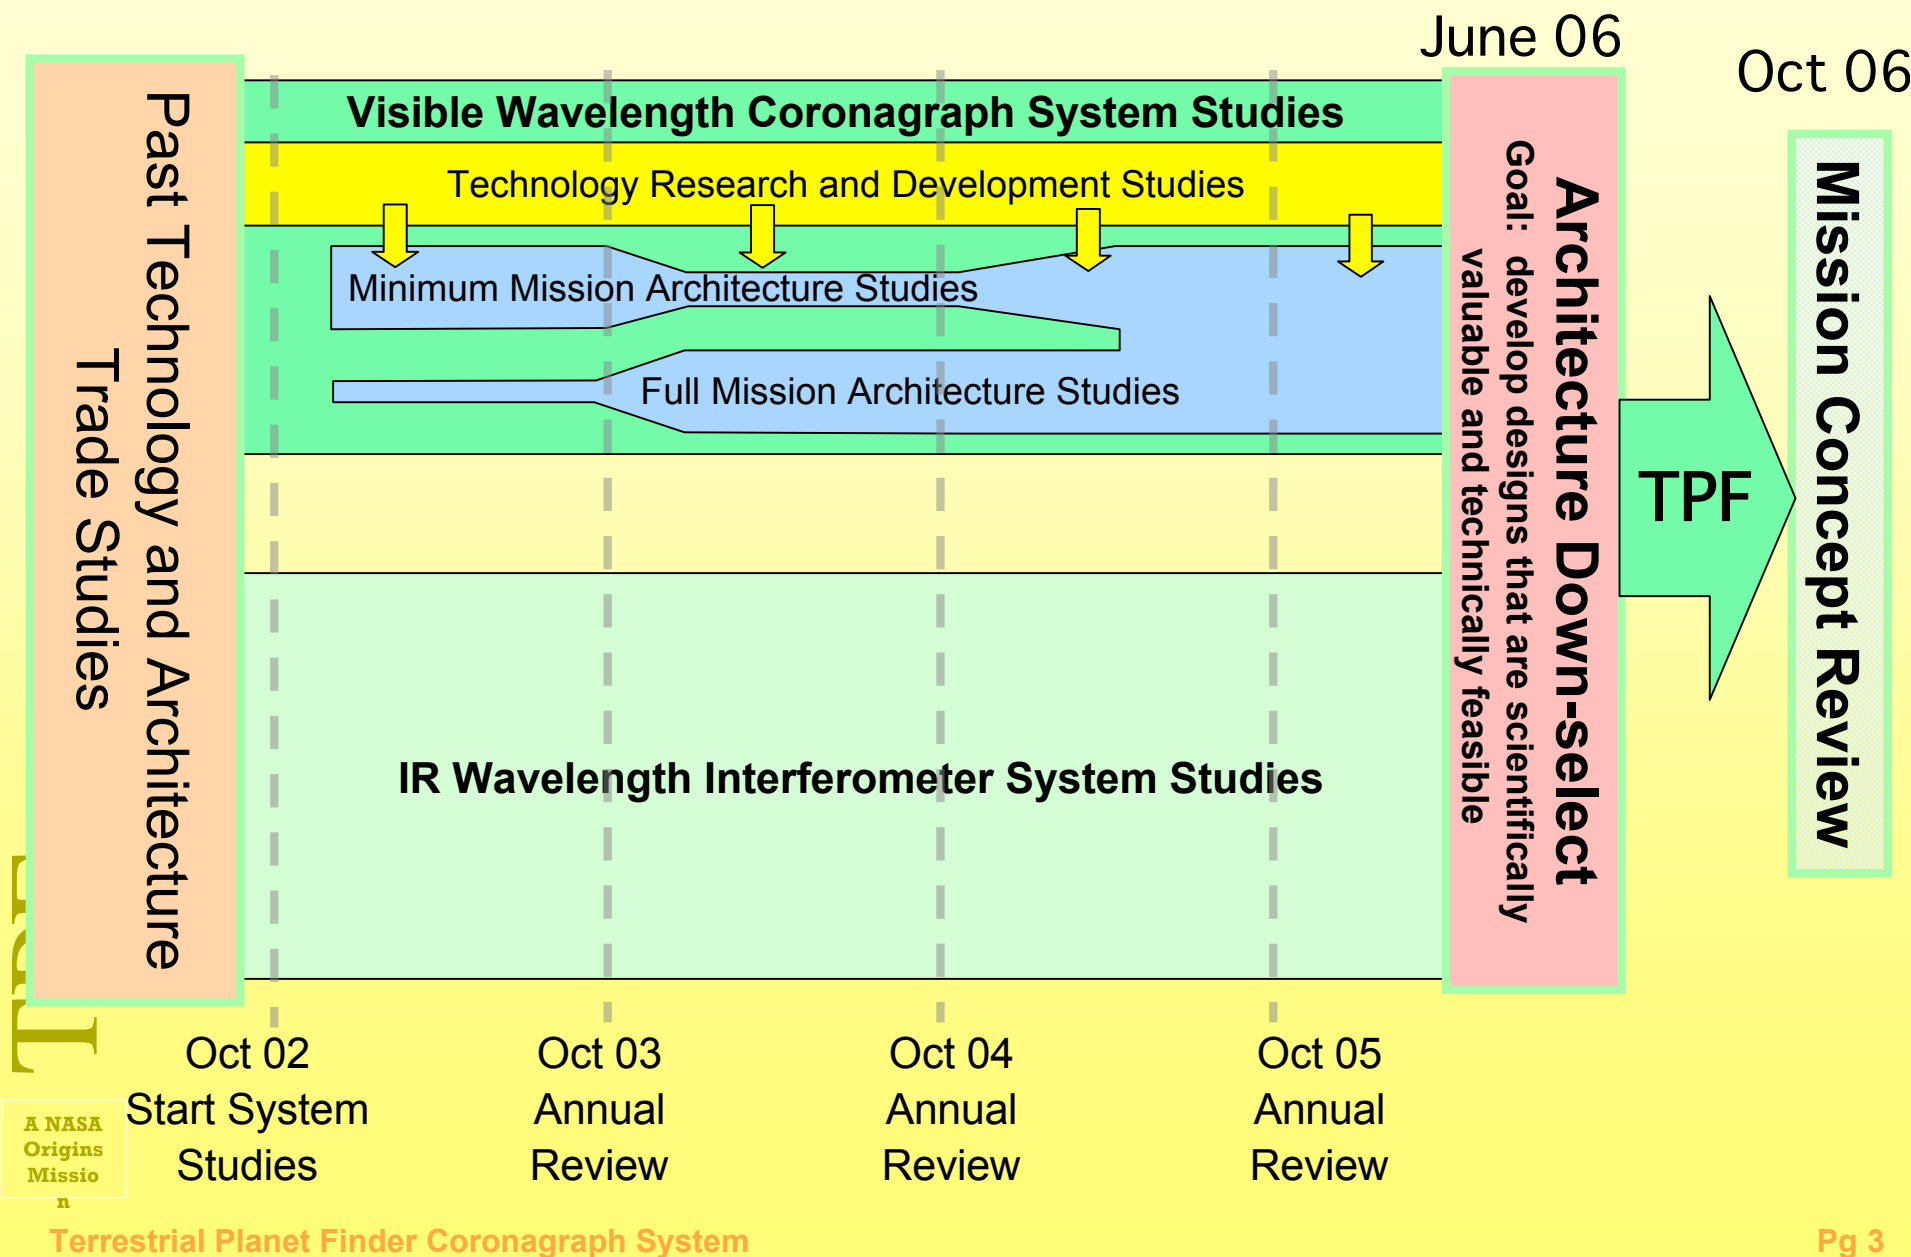 June 06
Oct 06
Past Technology and Architecture
Trade Studies
Visible Wavelength Coronagraph System Studies
Technology Research and Development Studies
Minimum Mission Architecture Studies
Full Mission Architecture Studies
IR Wavelength Interferometer System Studies
Architecture Down-select
Goal: develop designs that are scientifically
valuable and technically feasible
TPF
Mission Concept Review
Oct 02
Start System
Studies
Oct 03
Annual
Review
Oct 04
Annual
Review
Oct 05
Annual
Review
A NASA
Origins
Missio
n
Terrestrial Planet Finder Coronagraph System
Pg 3